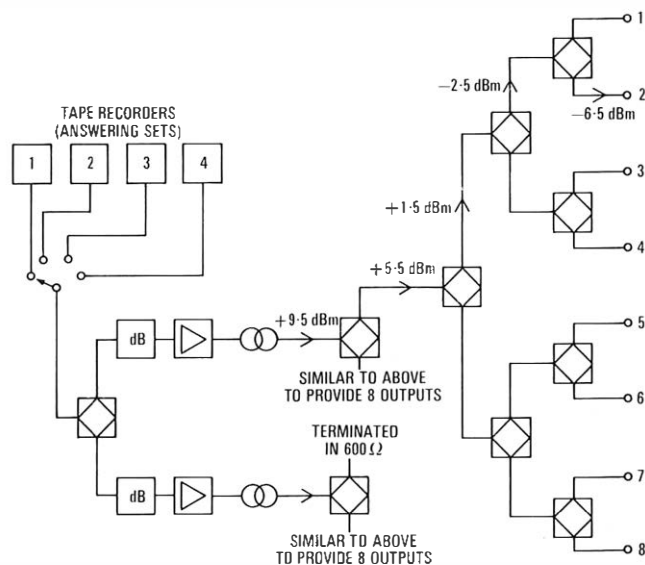 TAPE RECORDERS
(ANSWERING SETS)
1 2 3 4
dB
+9·5 dBm
+5·5 dBm
+1·5 dBm
−2·5 dBm
−6·5 dBm
SIMILAR TO ABOVE
TO PROVIDE 8 OUTPUTS
TERMINATED
IN 600 Ω
dB
SIMILAR TO ABOVE
TO PROVIDE 8 OUTPUTS
1
2
3
4
5
6
7
8